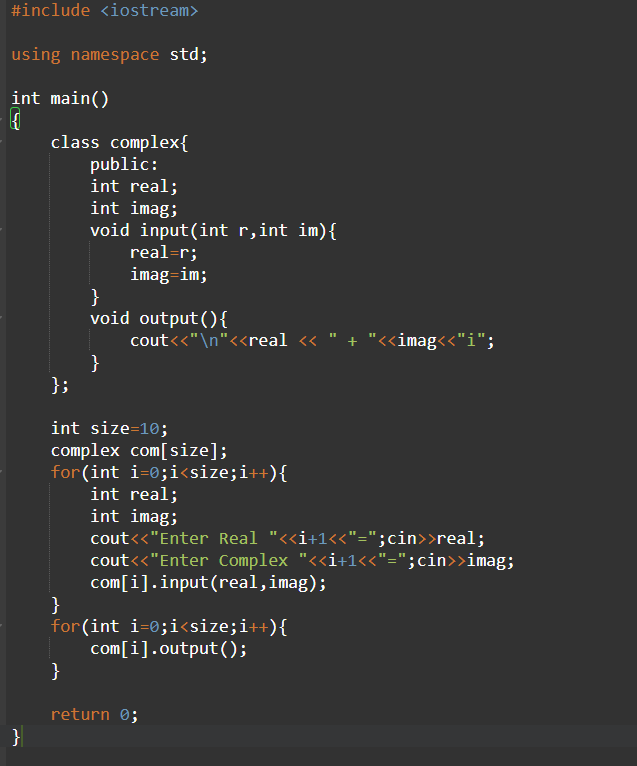 #include <iostream>
using namespace std;
int main()
{
class complex{
public:
int real;
int imag;
void input(int r,int im){
real=r;
imag=im;
}
void output(){
cout<<"\n"<<real << " + "<<imag<<"i";
}
};
int size=10;
complex com[size];
for(int i=0;i<size;i++){
int real;
int imag;
cout<<"Enter Real "<<i+1<<"=";cin>>real;
cout<<"Enter Complex "<<i+1<<"=";cin>>imag;
com[i].input(real,imag);
}
for(int i=0;i<size;i++){
com[i].output();
}
return 0;
}